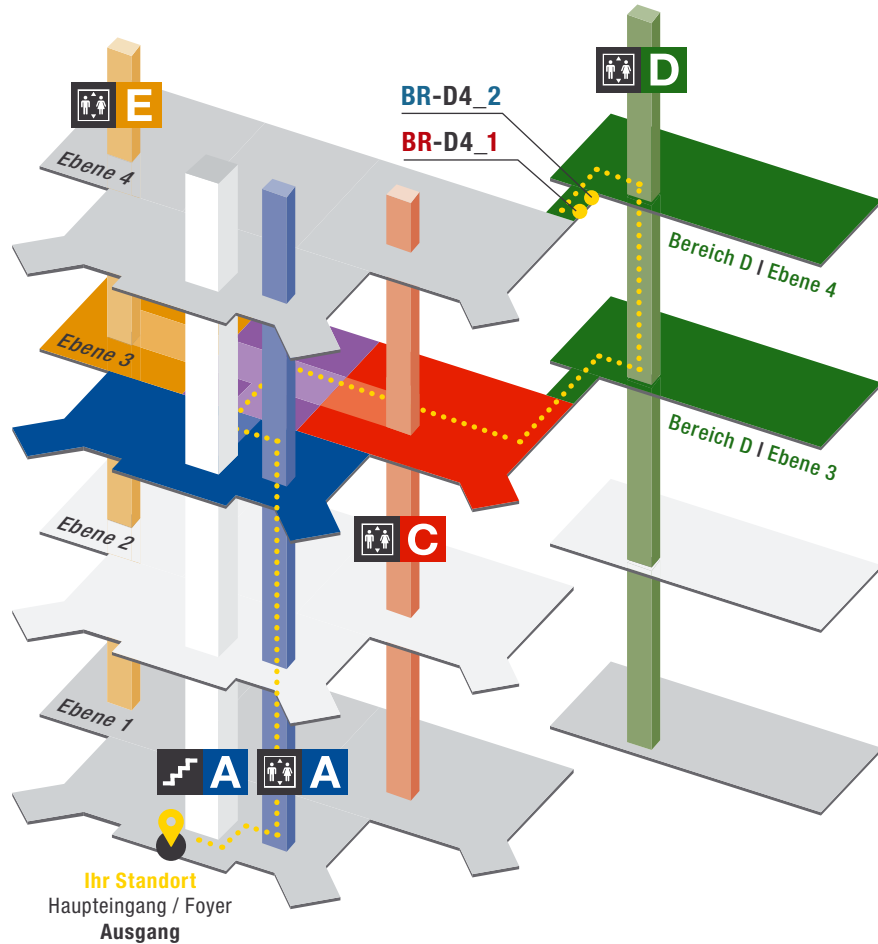 E
D
BR-D4_2
BR-D4_1
Ebene 4
Bereich D I Ebene 4
Ebene 3
Bereich D I Ebene 3
Ebene 2
C
Ebene 1
A
A
Ihr Standort
Haupteingang / Foyer
Ausgang